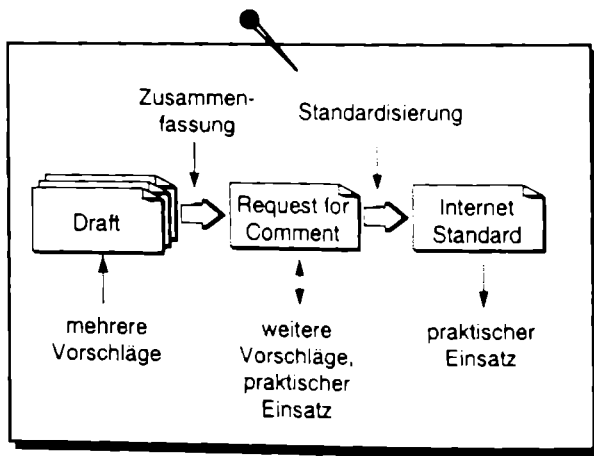 Zusammen-
fassung
Standardisierung
Draft
Request for
Comment
Internet
Standard
mehrere
Vorschläge
weitere
Vorschläge,
praktischer
Einsatz
praktischer
Einsatz